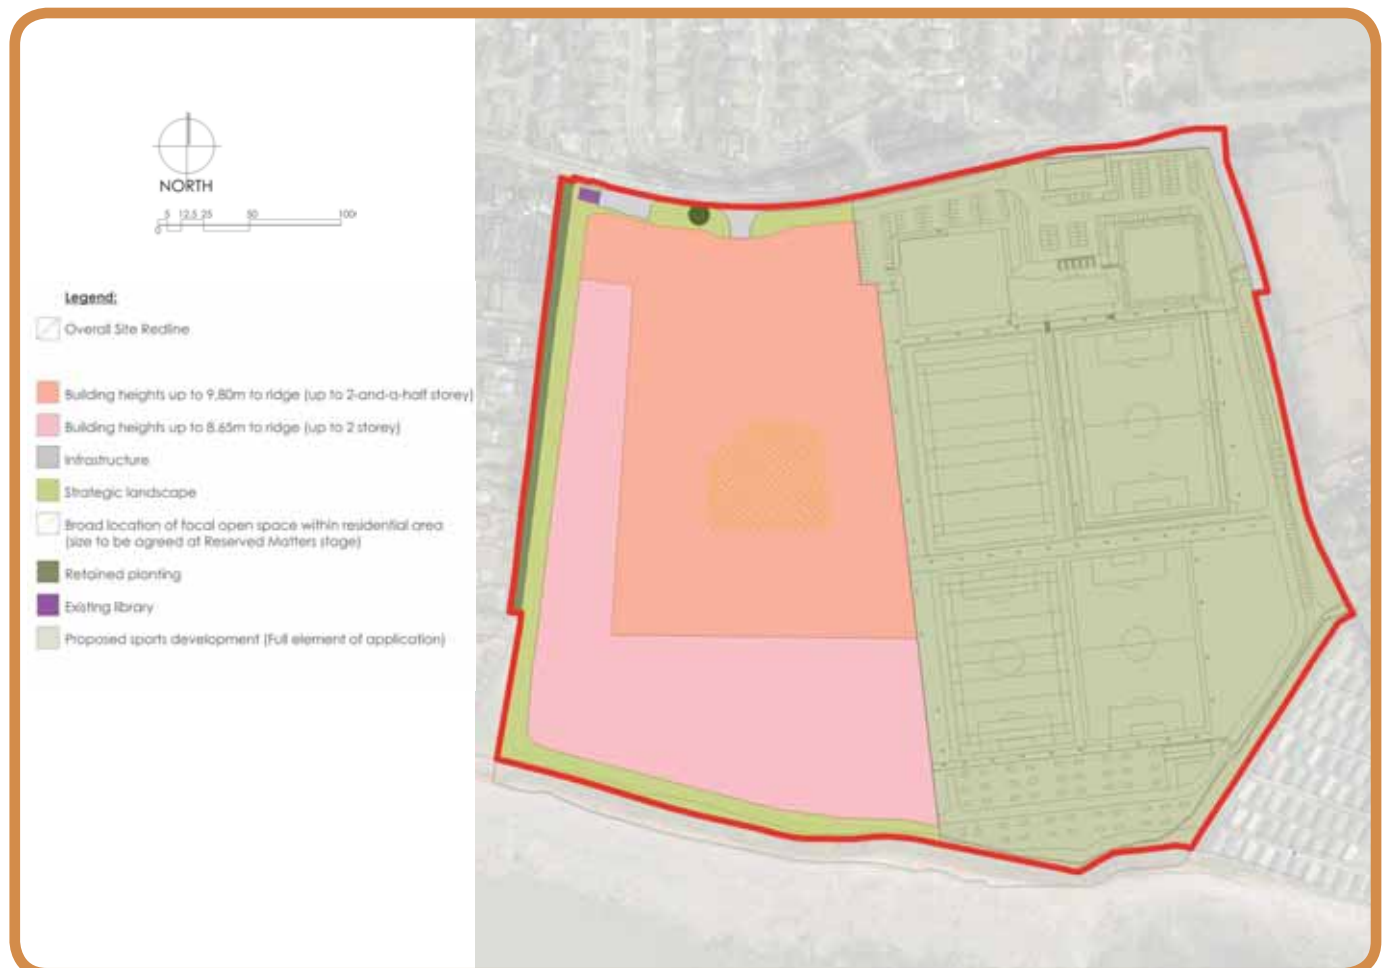 NORTH
5 12.5 25 50 100
0
Legend:
Overall Site Redline
Building heights up to 9.80m to ridge (up to 2-and-a-half storey)
Building heights up to 8.65m to ridge (up to 2 storey)
Infrastructure
Strategic landscape
Broad location of focal open space within residential area
(size to be agreed at Reserved Matters stage)
Retained planting
Existing library
Proposed sports development (Full element of application)